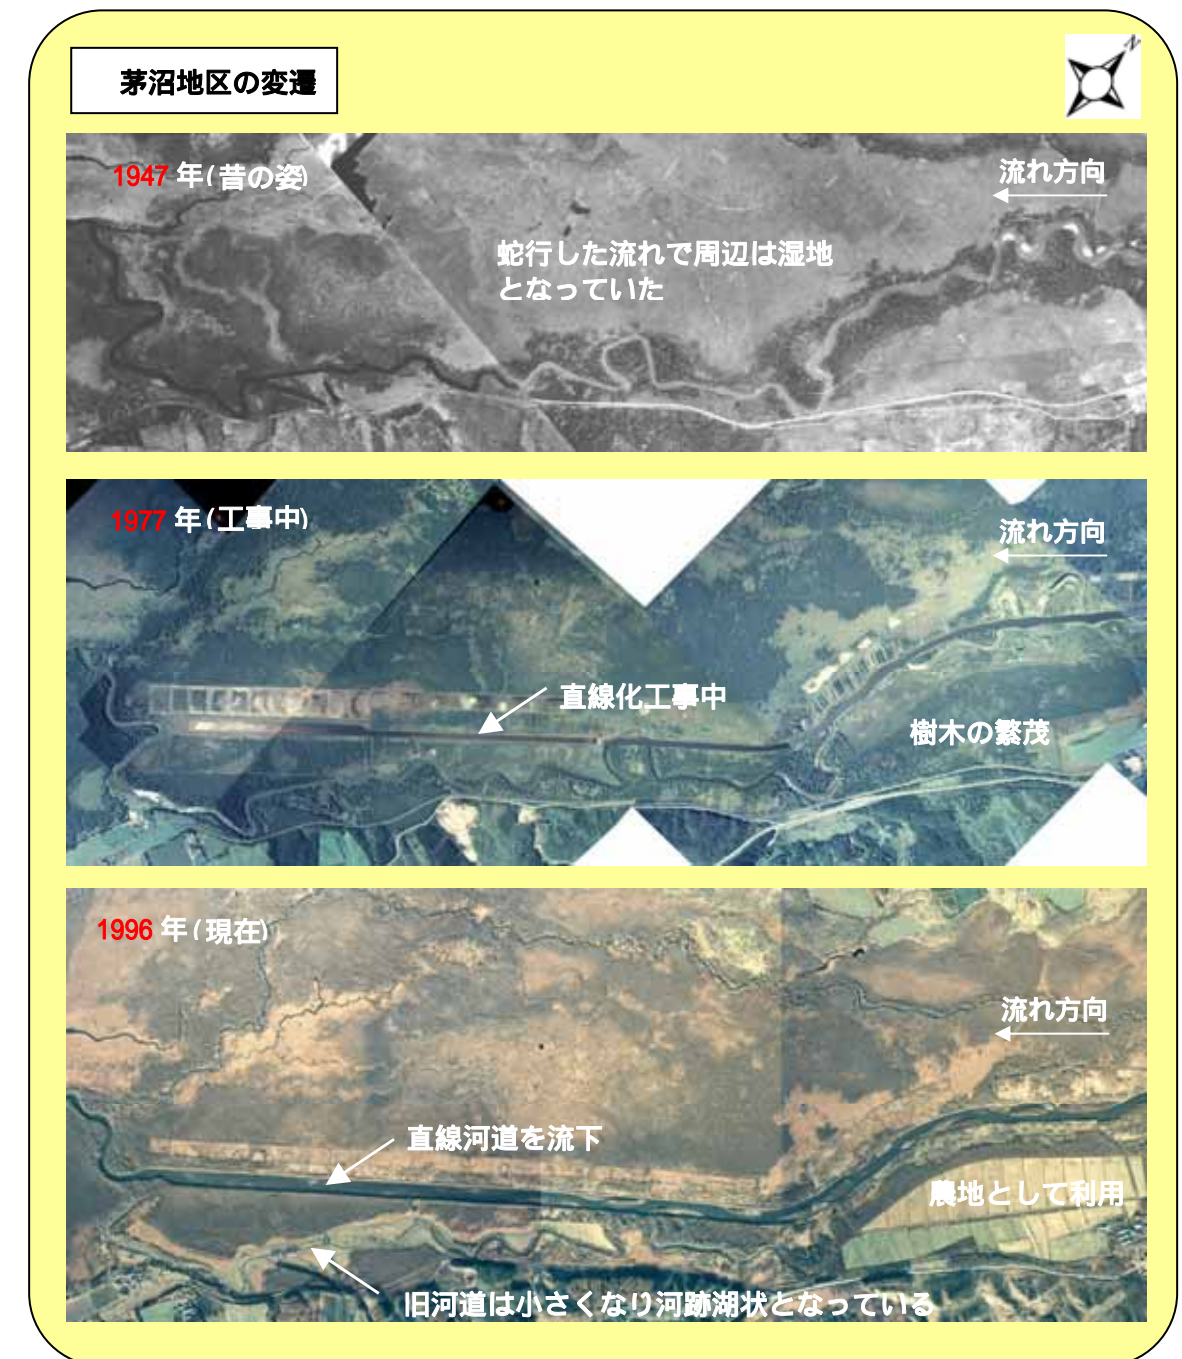 茅沼地区の変遷
N
1947 年(昔の姿)
流れ方向
蛇行した流れで周辺は湿地
となっていた
1977 年(工事中)
流れ方向
直線化工事中
樹木の繁茂
1996 年(現在)
流れ方向
直線河道を流下
農地として利用
旧河道は小さくなり河跡湖状となっている